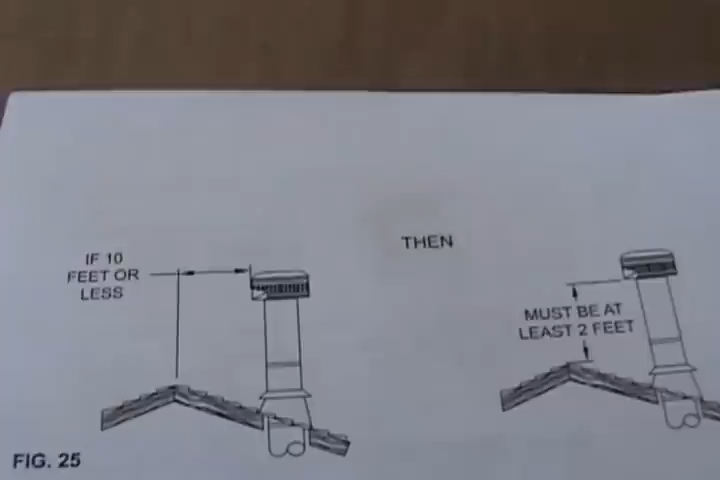 IF 10
FEET OR
LESS
THEN
MUST BE AT
LEAST 2 FEET
FIG. 25